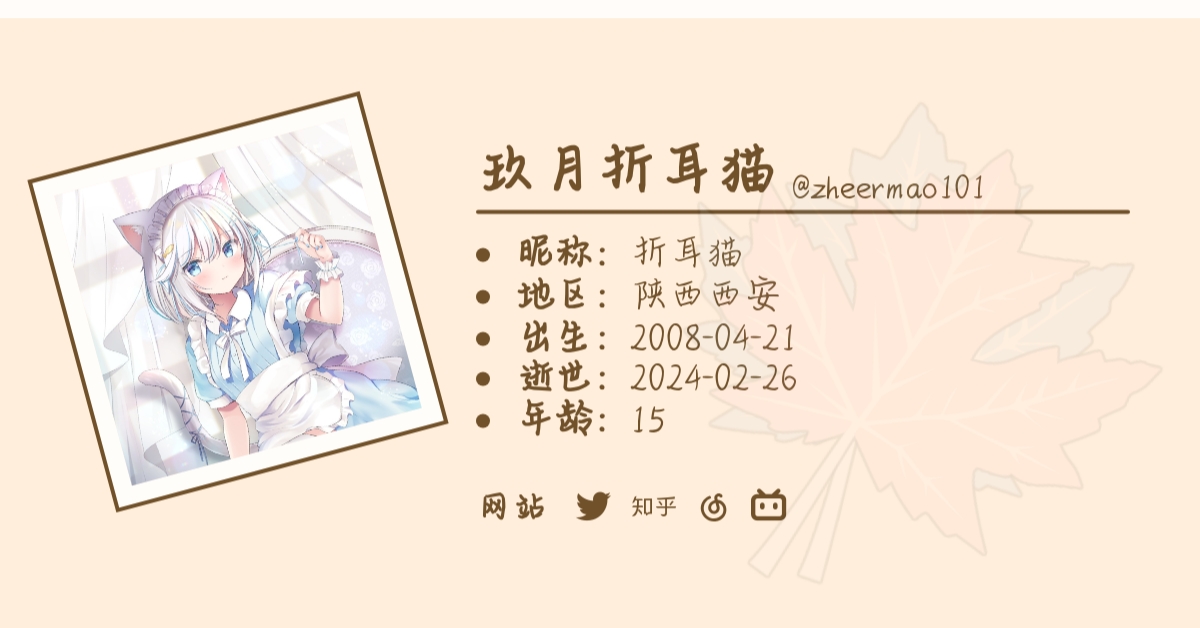 玖月折耳猫 @zheermao101
昵称： 折耳猫
地区： 陕西西安
出生： 2008-04-21
逝世： 2024-02-26
年龄： 15
网站 知乎